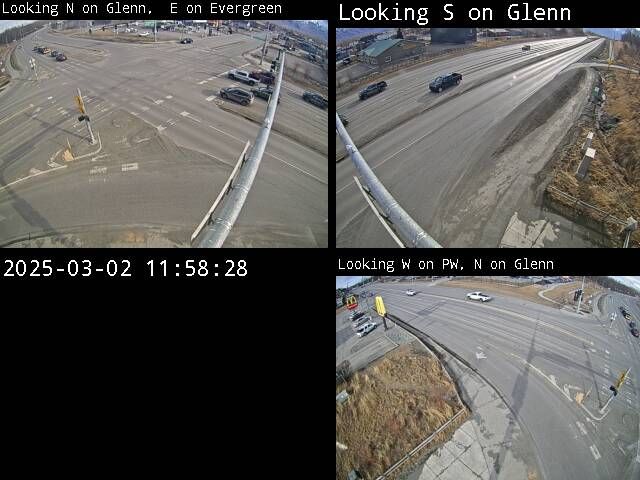 Looking N on Glenn,  E on Evergreen
Looking S on Glenn
2025-03-02 11:58:28
Looking W on PW, N on Glenn